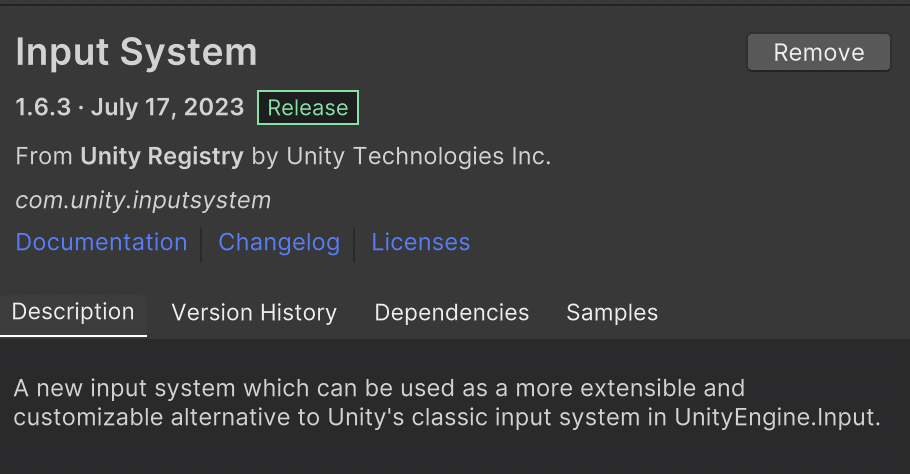 Input System
Remove
1.6.3 · July 17, 2023 Release
From Unity Registry by Unity Technologies Inc.
com.unity.inputsystem
Documentation Changelog Licenses
Description Version History Dependencies Samples
A new input system which can be used as a more extensible and
customizable alternative to Unity's classic input system in UnityEngine.Input.